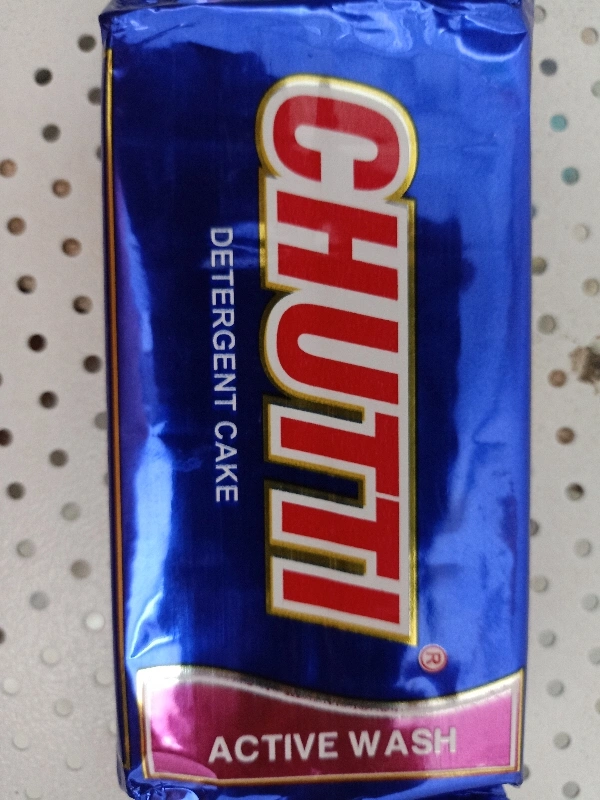 CHUTTI
®
DETERGENT CAKE
ACTIVE WASH